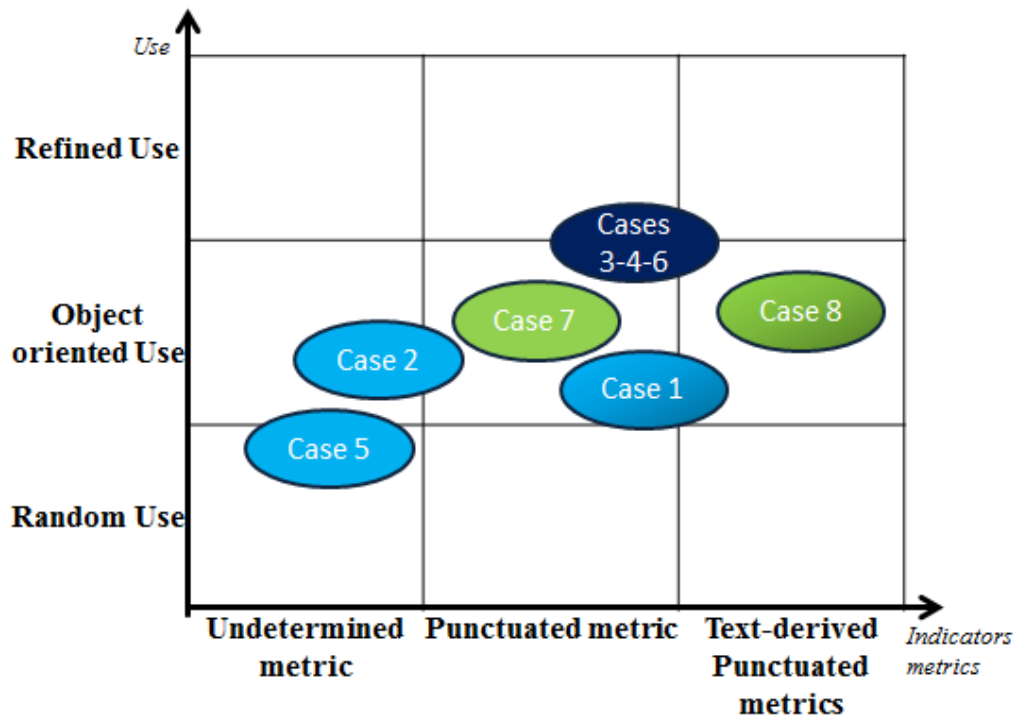 Use
Refined Use
Cases
3-4-6
Object
oriented Use
Case 7
Case 8
Case 2
Case 1
Case 5
Random Use
Undetermined
metric
Punctuated metric
Text-derived
Punctuated
metrics
Indicators
metrics